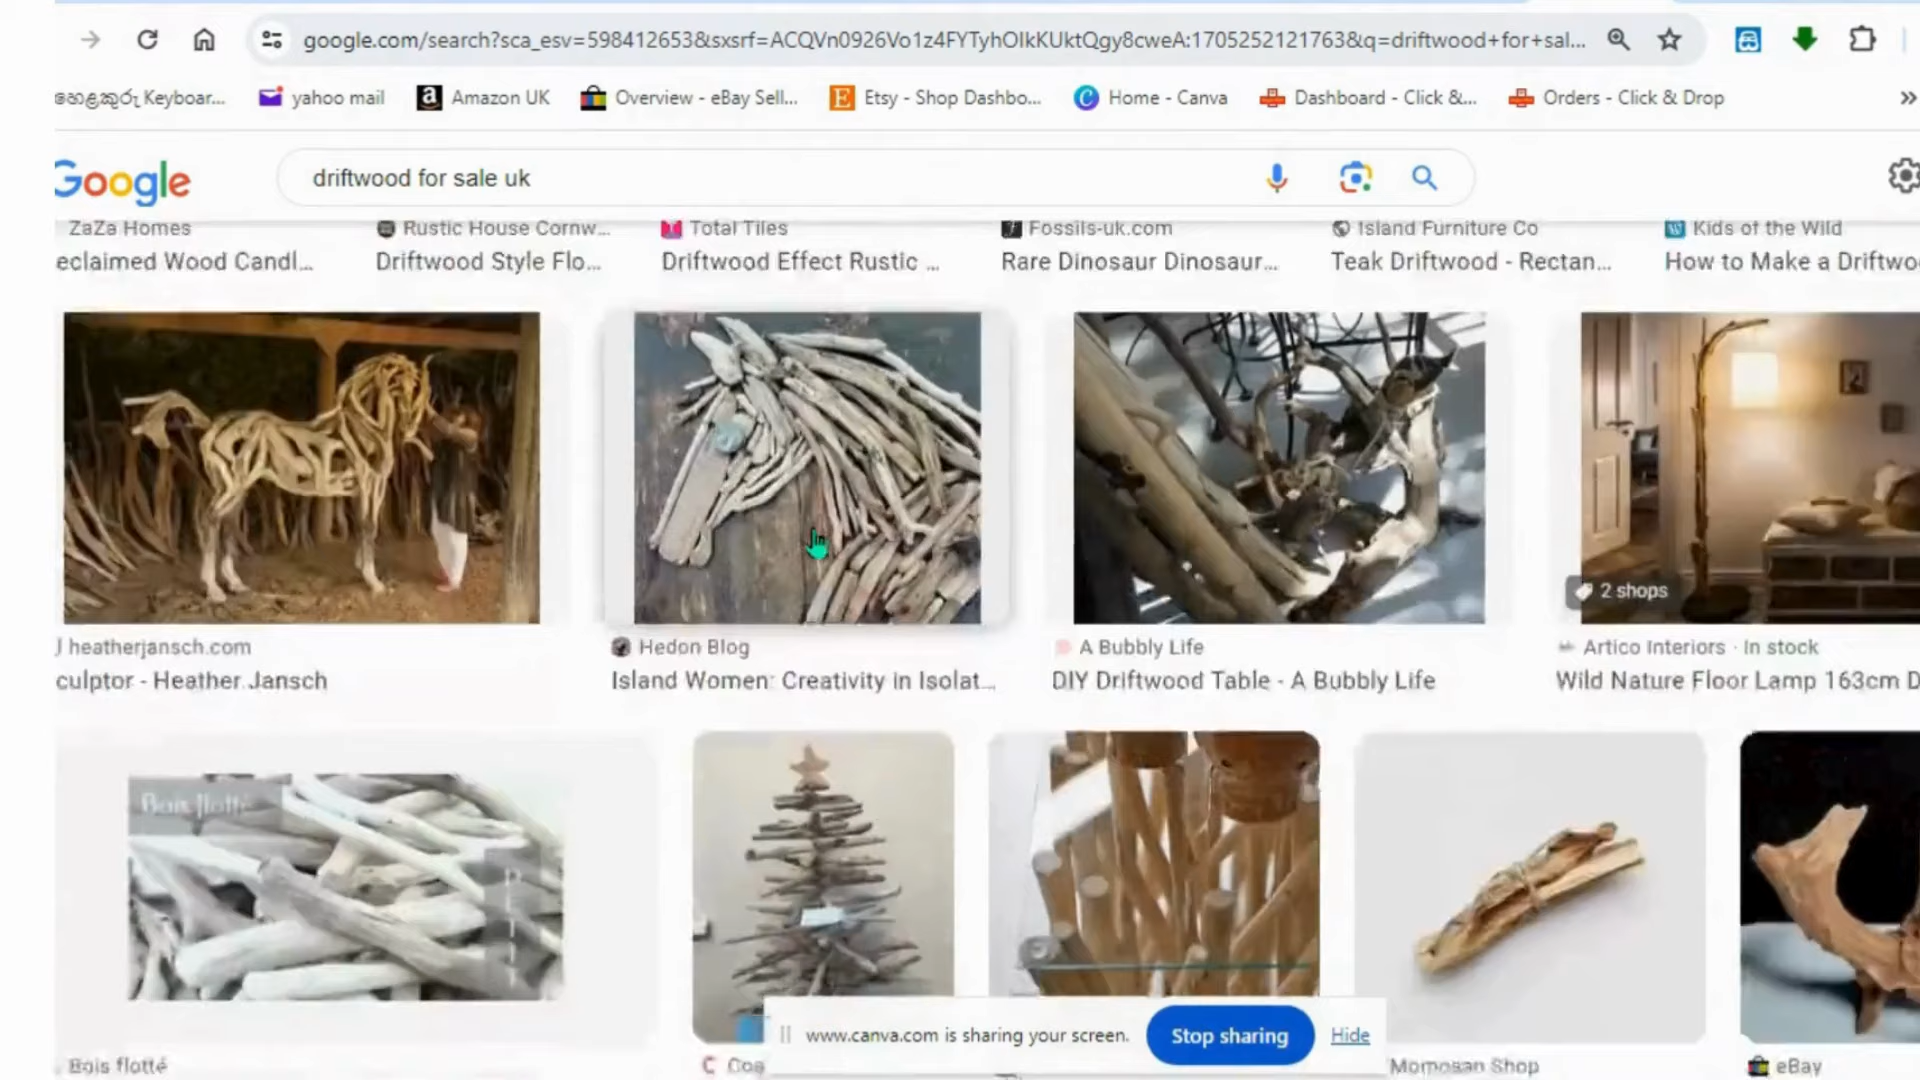 google.com/search?sca_esv=598412653&sxsrf=ACQVn0926Vo1z4FYTyhOIkKUktQgy8cweA:1705252121763&q=driftwood+for+sal...
හෙළකුරු Keyboar...
yahoo mail
Amazon UK
Overview - eBay Sell...
Etsy - Shop Dashbo...
Home - Canva
Dashboard - Click &...
Orders - Click & Drop
Google
driftwood for sale uk
ZaZa Homes
Rustic House Cornw...
Total Tiles
Fossils-uk.com
Island Furniture Co
Kids of the Wild
eclaimed Wood Candl...
Driftwood Style Flo...
Driftwood Effect Rustic ...
Rare Dinosaur Dinosaur...
Teak Driftwood - Rectan...
How to Make a Driftwo
2 shops
heatherjansch.com
Hedon Blog
A Bubbly Life
Artico Interiors · In stock
culptor - Heather Jansch
Island Women: Creativity in Isolat...
DIY Driftwood Table - A Bubbly Life
Wild Nature Floor Lamp 163cm D
Bois flotté
www.canva.com is sharing your screen.
Stop sharing
Hide
Bois flotté
Coa
Momosan Shop
eBay